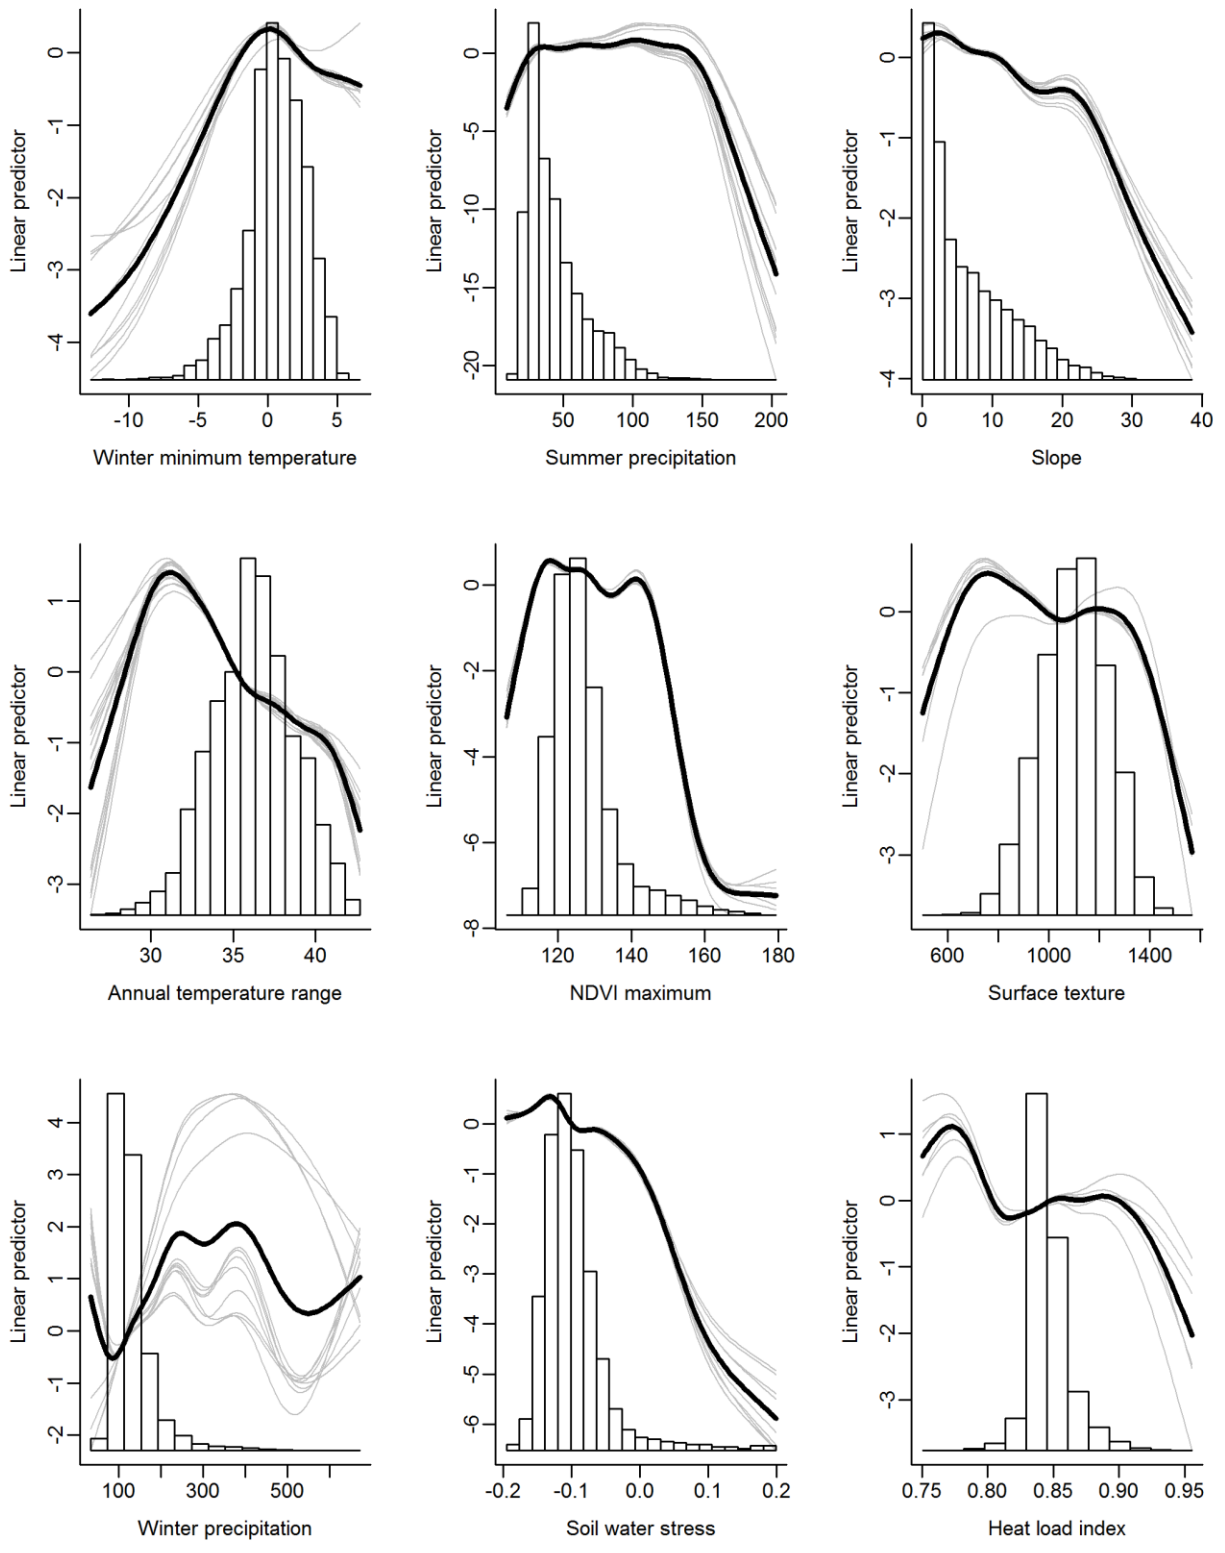 Linear predictor
0
-1
-2
-3
-4
-10 -5 0 5
Winter minimum temperature
Linear predictor
0
-5
-10
-15
-20
50 100 150 200
Summer precipitation
Linear predictor
0
-1
-2
-3
-4
0 10 20 30 40
Slope
Linear predictor
1
0
-1
-2
-3
30 35 40
Annual temperature range
Linear predictor
0
-2
-4
-6
-8
120 140 160 180
NDVI maximum
Linear predictor
0
-1
-2
-3
600 1000 1400
Surface texture
Linear predictor
4
3
2
1
0
-1
-2
100 300 500
Winter precipitation
Linear predictor
0
-1
-2
-3
-4
-5
-6
-0.2 -0.1 0.0 0.1 0.2
Soil water stress
Linear predictor
1
0
-1
-2
-3
0.75 0.80 0.85 0.90 0.95
Heat load index